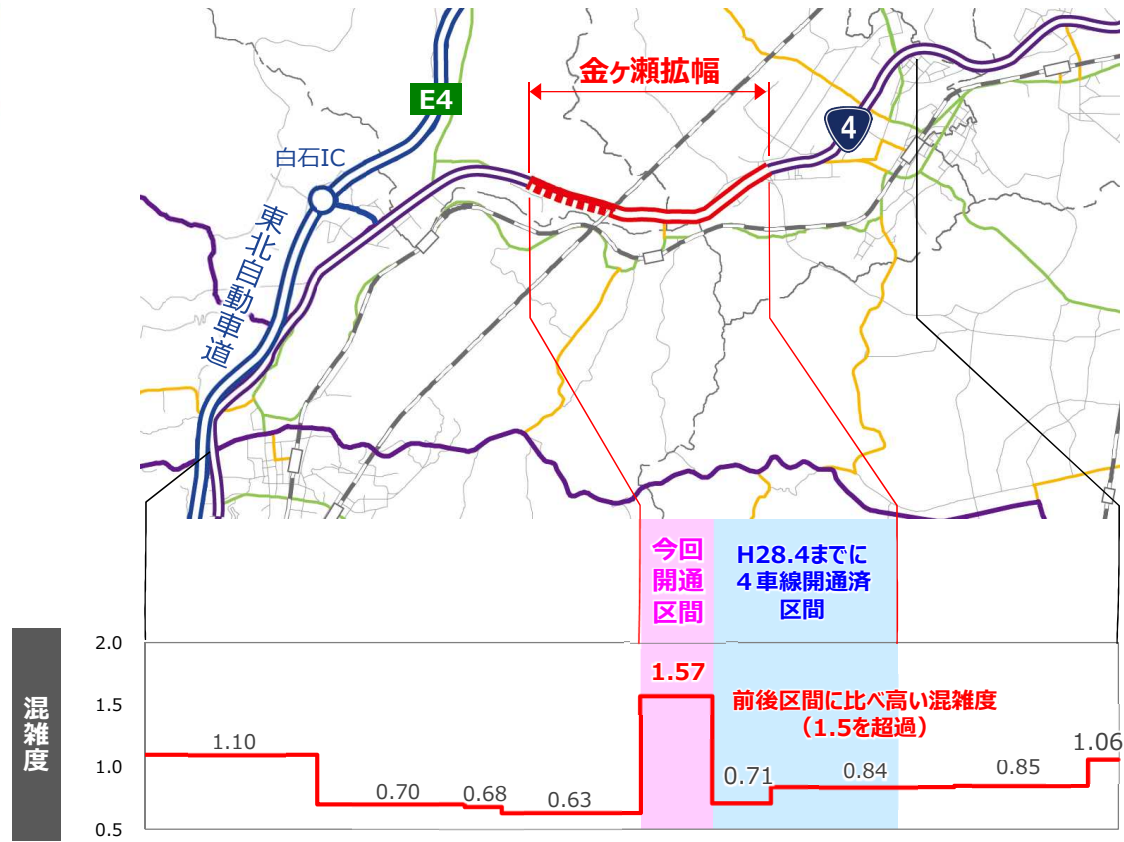 金ヶ瀬拡幅
E4
4
白石IC
東北自動車道
今回
開通
区間
H28.4までに
４車線開通済
区間
混雑度
2.0
1.5
1.0
0.5
1.57
前後区間に比べ高い混雑度
（1.5を超過）
1.10
0.70
0.68
0.63
0.71
0.84
0.85
1.06